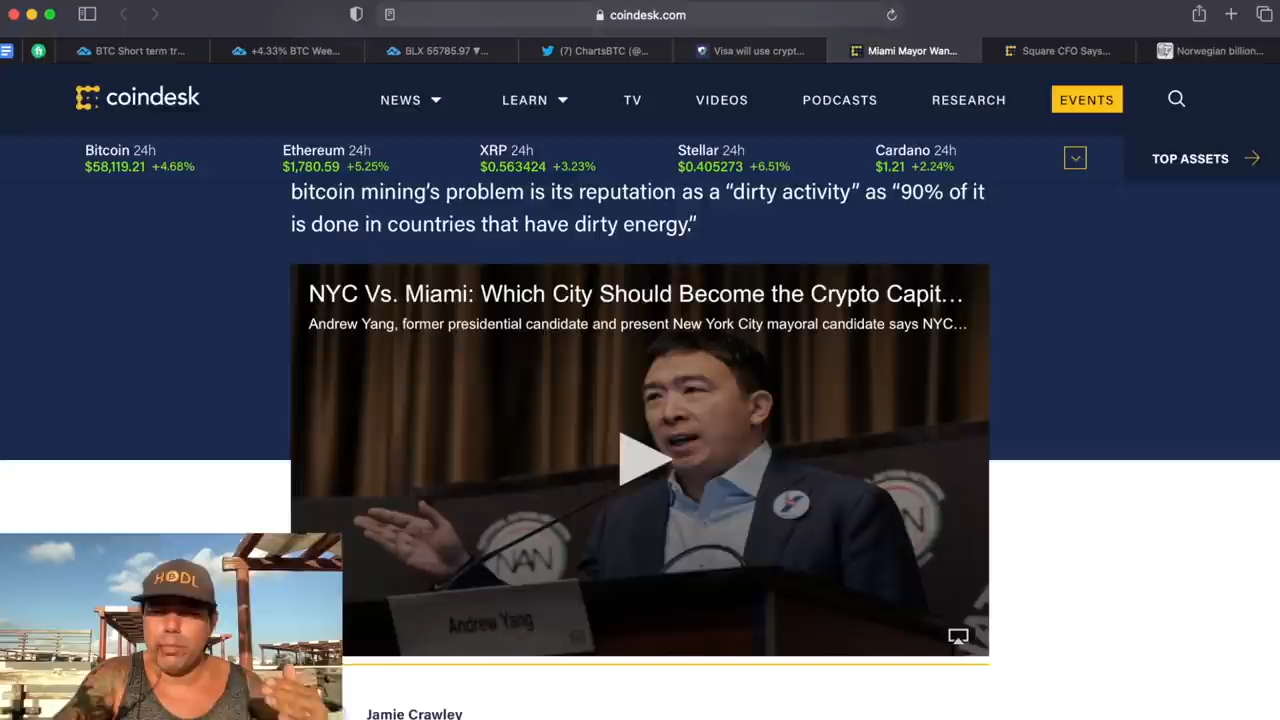 coindesk.com
BTC Short term tr...
+4.33% BTC Wee...
BLX 55785.97 ▼...
(7) ChartsBTC (@...
Visa will use crypt...
Miami Mayor Wan...
Square CFO Says...
Norwegian billion...
coindesk
NEWS
LEARN
TV
VIDEOS
PODCASTS
RESEARCH
EVENTS
Bitcoin 24h
$58,119.21 +4.68%
Ethereum 24h
$1,780.59 +5.25%
XRP 24h
$0.563424 +3.23%
Stellar 24h
$0.405273 +6.51%
Cardano 24h
$1.21 +2.24%
TOP ASSETS
bitcoin mining’s problem is its reputation as a “dirty activity” as “90% of it
is done in countries that have dirty energy.”
NYC Vs. Miami: Which City Should Become the Crypto Capit...
Andrew Yang, former presidential candidate and present New York City mayoral candidate says NYC...
NAN
Andrew Yang
HODL
Jamie Crawley